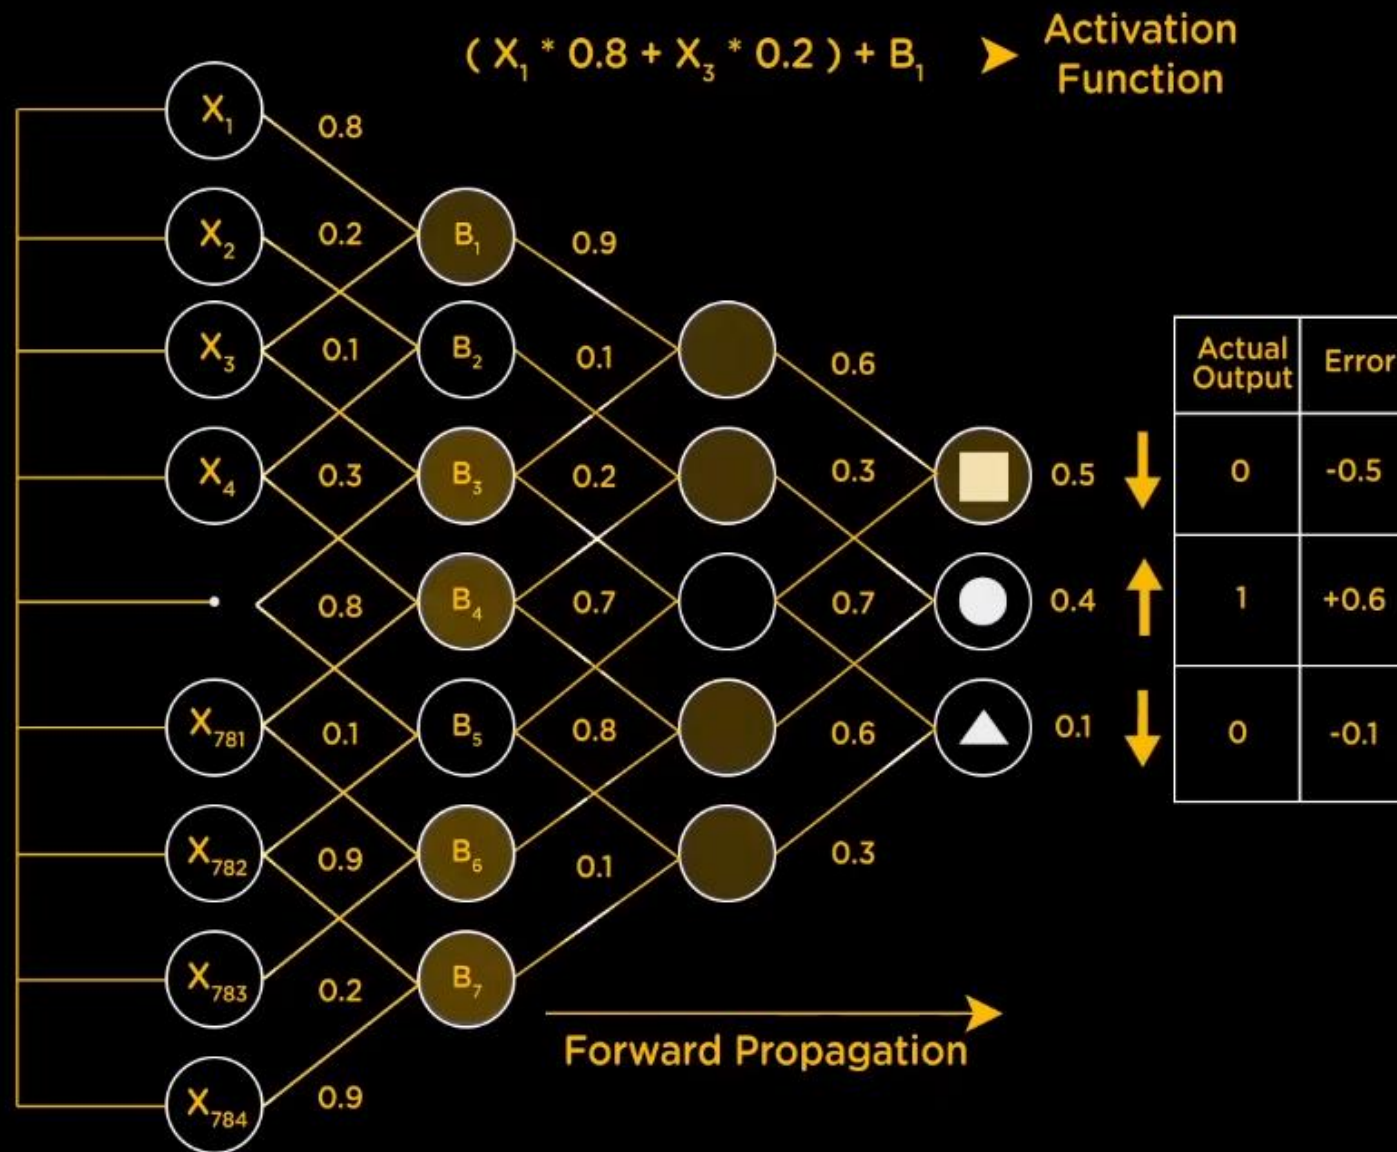 ( X₁ * 0.8 + X₃ * 0.2 ) + B₁
Activation
Function
X₁
0.8
X₂
0.2
B₁
0.9
X₃
0.1
B₂
0.1
0.6
X₄
0.3
B₃
0.2
0.3
0.5
0.8
B₄
0.7
0.7
0.4
X₇₈₁
0.1
B₅
0.8
0.6
0.1
X₇₈₂
0.9
B₆
0.1
0.3
X₇₈₃
0.2
B₇
X₇₈₄
0.9
Actual
Output
Error
0
-0.5
1
+0.6
0
-0.1
Forward Propagation